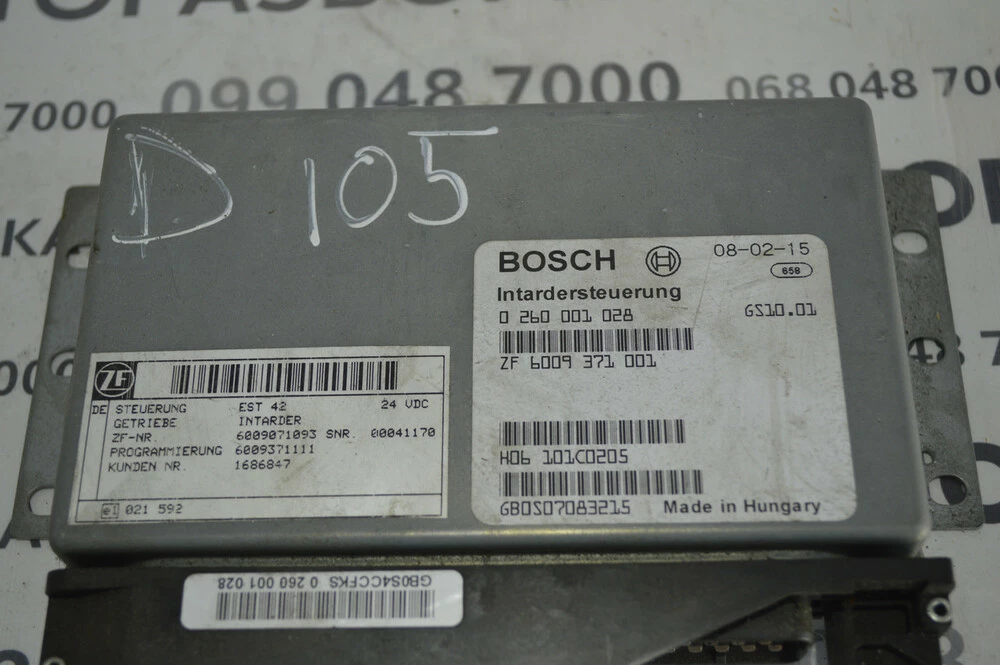 7000 099 048 7000 068 048 7000
D 105
BOSCH 08-02-15
658
Intardersteuerung
0 260 001 028 GS10.01
ZF 6009 371 001
H06 101C0205
GB0S07083215 Made in Hungary
ZF
DE STEUERUNG EST 42 24 VDC
GETRIEBE INTARDER
ZF-NR. 6009071093 SNR. 00041170
PROGRAMMIERUNG 6009371111
KUNDEN NR. 1686847
e1 021 592
GB0S4CCFKS 0 260 001 028